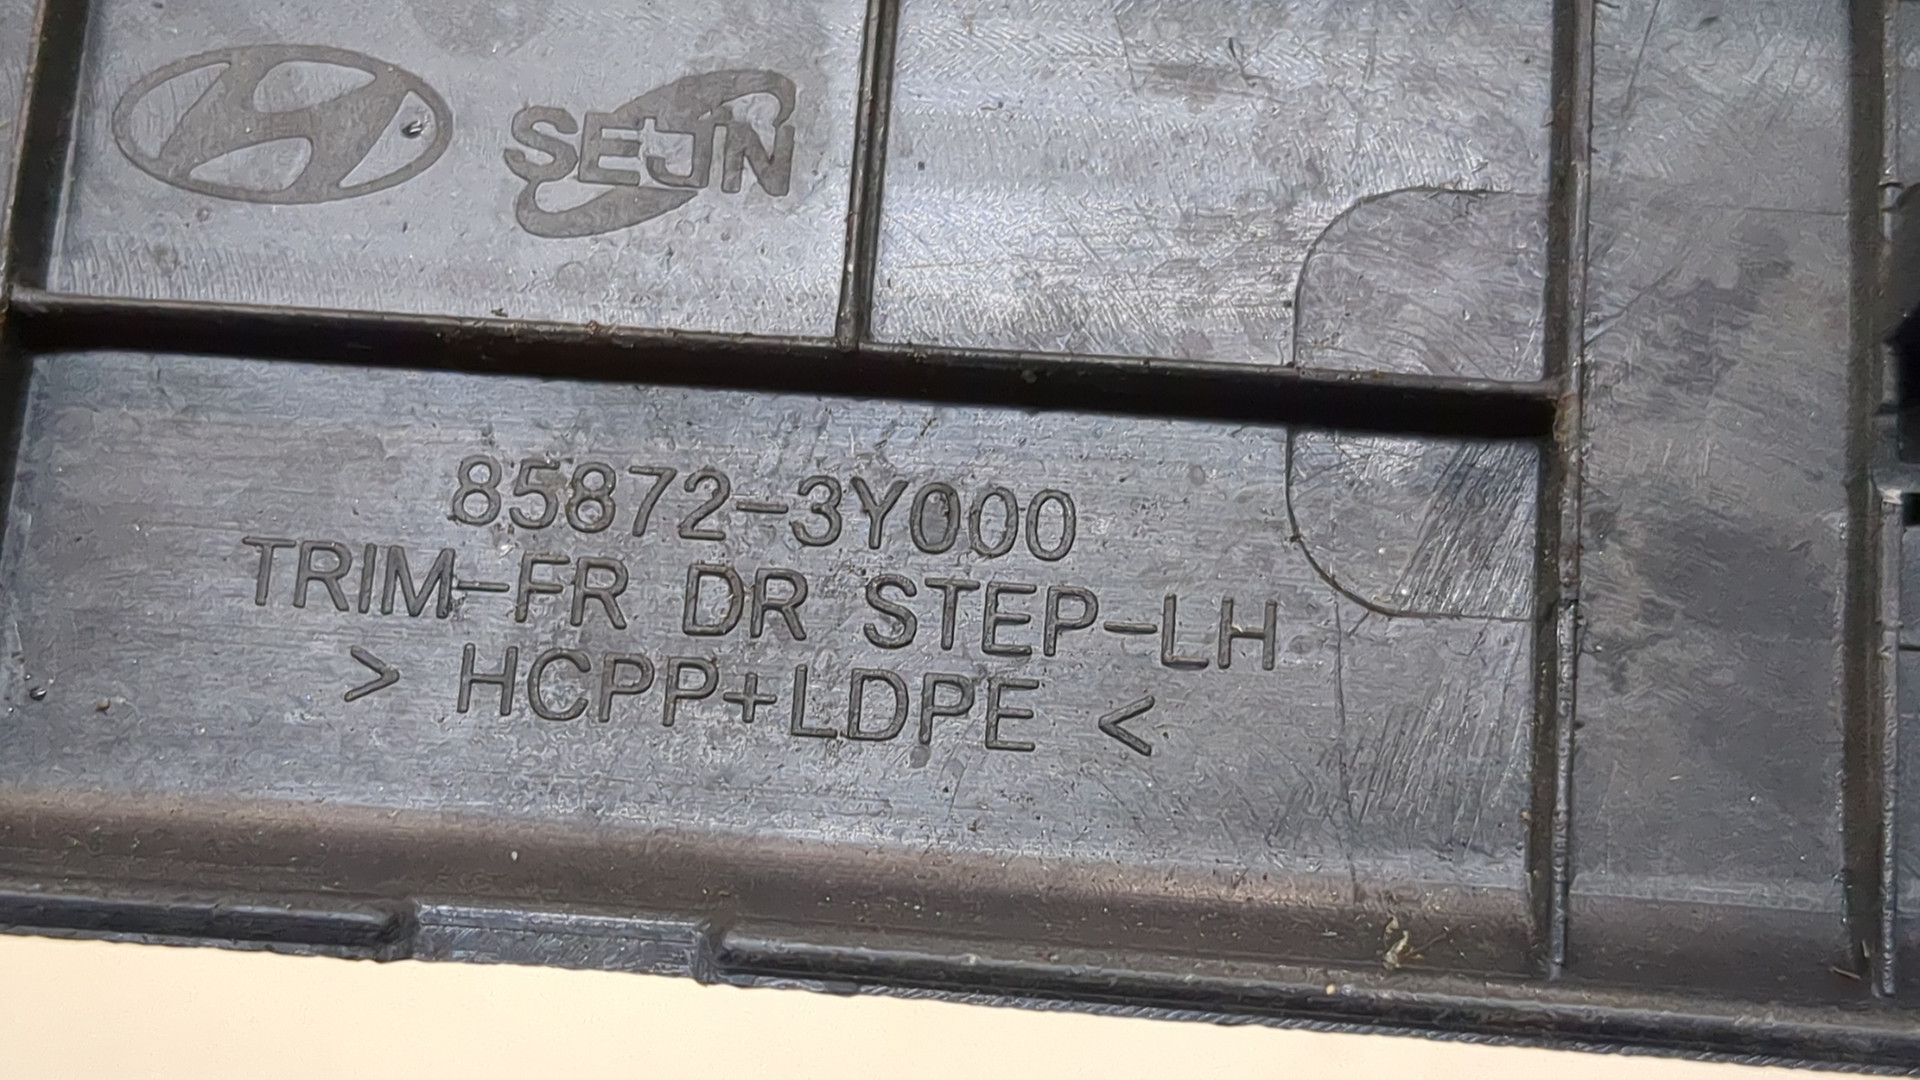 SEJIN
85872-3Y000
TRIM-FR DR STEP-LH
> HCPP+LDPE <